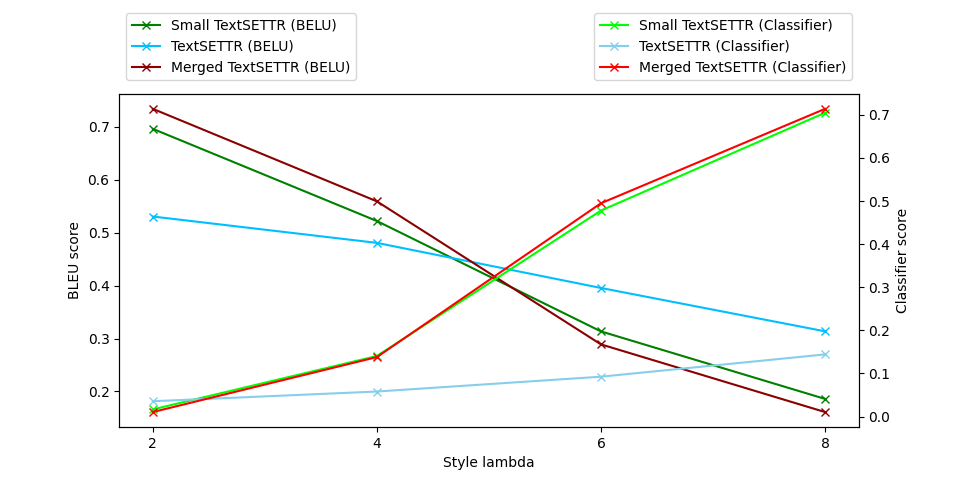 Small TextSETTR (BELU)
TextSETTR (BELU)
Merged TextSETTR (BELU)
Small TextSETTR (Classifier)
TextSETTR (Classifier)
Merged TextSETTR (Classifier)
0.7
0.6
0.5
0.4
0.3
0.2
BLEU score
0.7
0.6
0.5
0.4
0.3
0.2
0.1
0.0
Classifier score
2 4 6 8
Style lambda